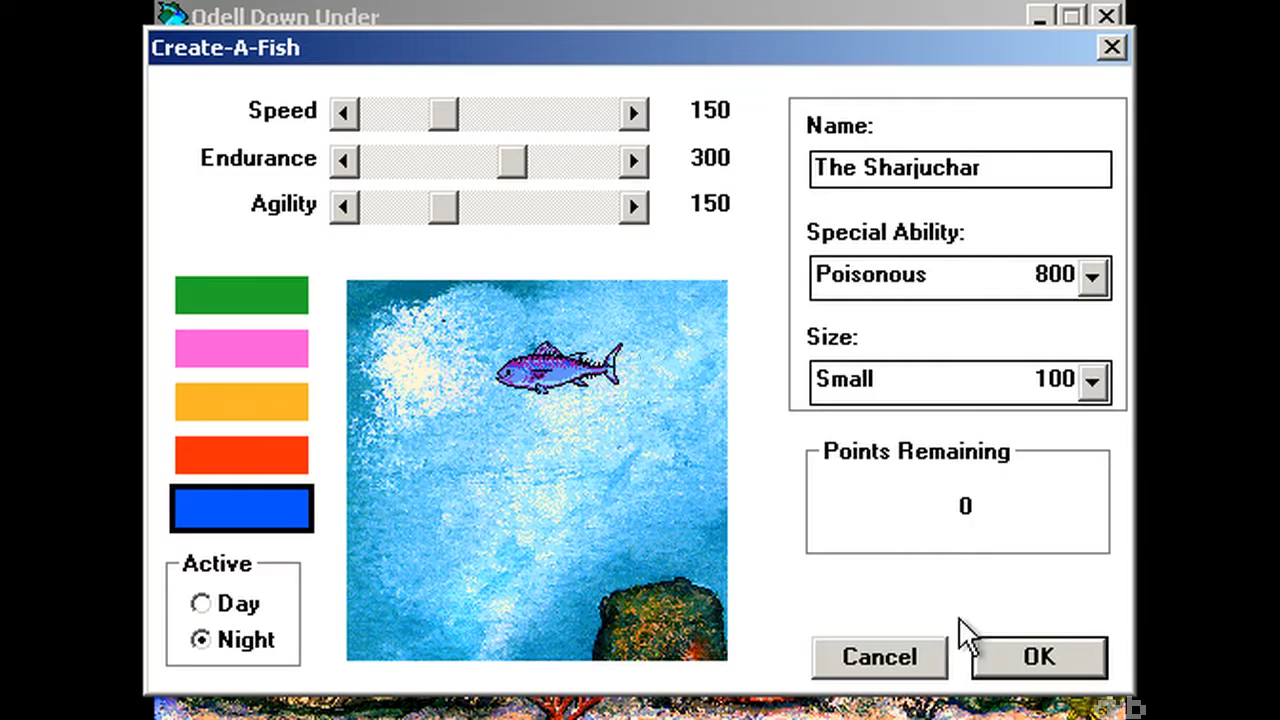 Odell Down Under
Create-A-Fish
Speed 150
Endurance 300
Agility 150
Name:
The Sharjuchar
Special Ability:
Poisonous 800
Size:
Small 100
Points Remaining
0
Active
Day
Night
Cancel OK